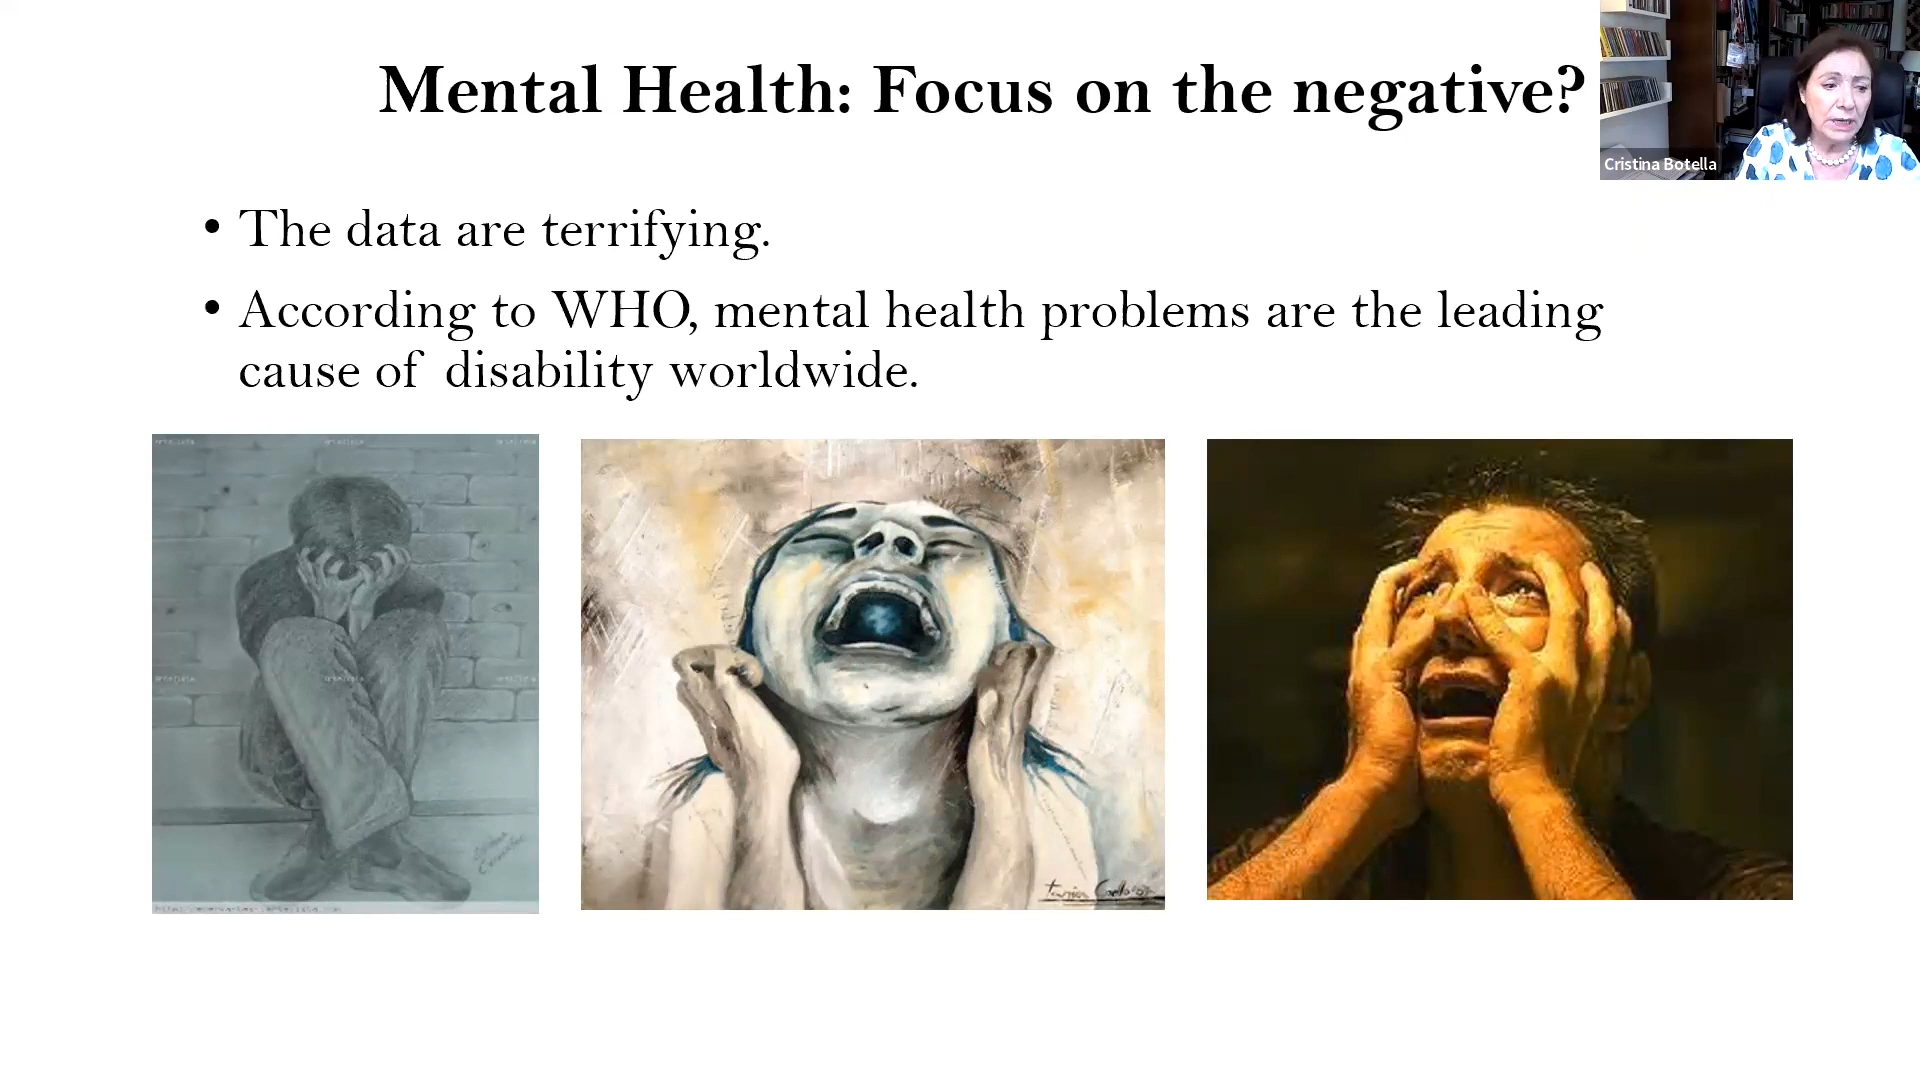 Mental Health: Focus on the negative?
Cristina Botella
• The data are terrifying.
• According to WHO, mental health problems are the leading
cause of disability worldwide.